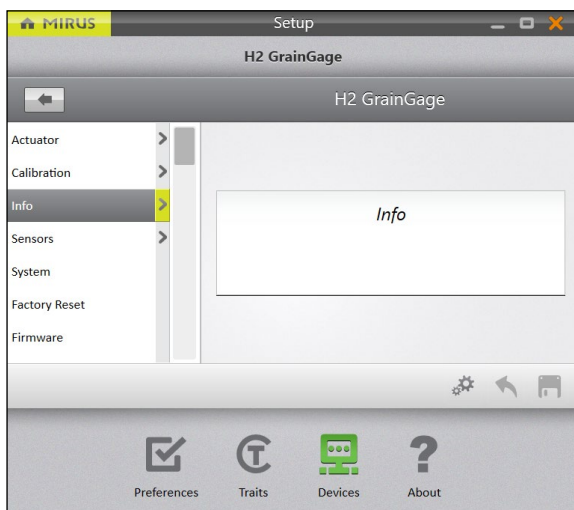 MIRUS
Setup
H2 GrainGage
H2 GrainGage
Actuator
Calibration
Info
Sensors
System
Factory Reset
Firmware
Info
Preferences
Traits
Devices
About